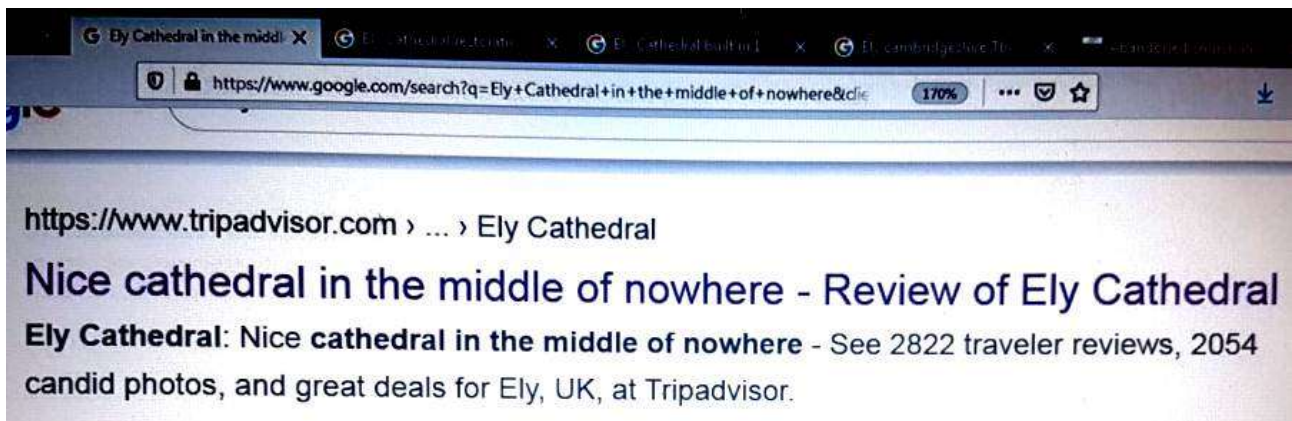 G Ely Cathedral in the middl X
https://www.google.com/search?q=Ely+Cathedral+in+the+middle+of+nowhere&clie 170%
https://www.tripadvisor.com › ... › Ely Cathedral
Nice cathedral in the middle of nowhere - Review of Ely Cathedral
Ely Cathedral: Nice cathedral in the middle of nowhere - See 2822 traveler reviews, 2054
candid photos, and great deals for Ely, UK, at Tripadvisor.